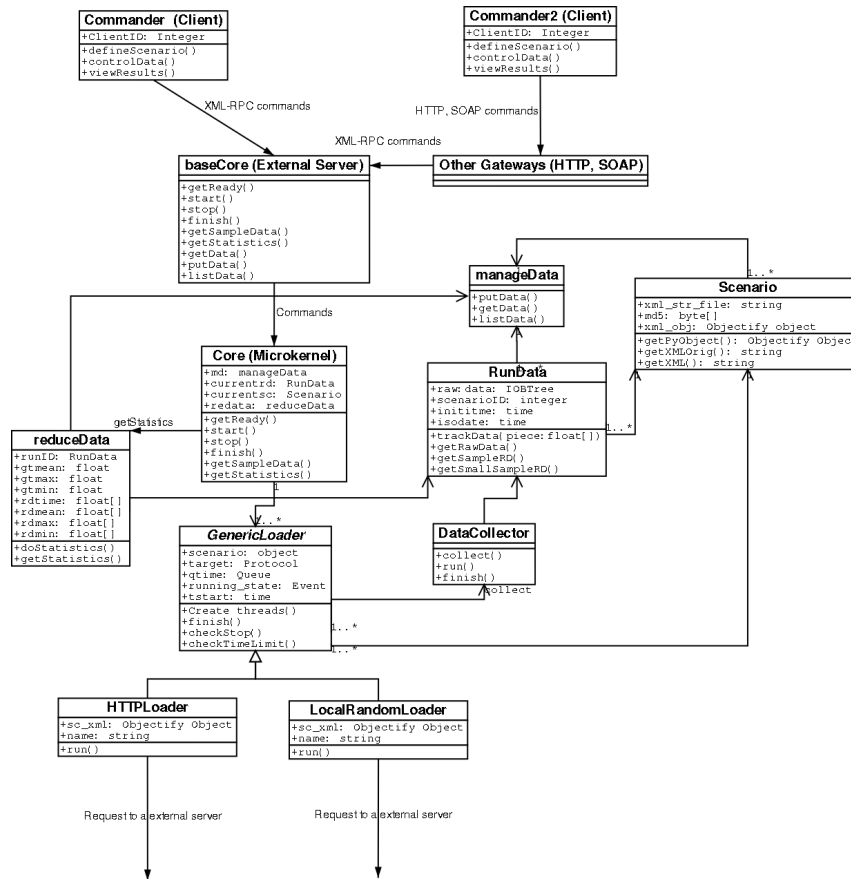 Commander (Client)
+ClientID: Integer
+defineScenario()
+controlData()
+viewResults()
Commander2 (Client)
+ClientID: Integer
+defineScenario()
+controlData()
+viewResults()
XML-RPC commands
HTTP, SOAP commands
XML-RPC commands
baseCore (External Server)
+getReady()
+start()
+stop()
+finish()
+getSampleData()
+getStatistics()
+getData()
+putData()
+listData()
Other Gateways (HTTP, SOAP)
manageData
+putData()
+getData()
+listData()
1..*
Scenario
+xml_str_file: string
+md5: byte[]
+xml_obj: Objectify object
+getPyObject(): Objectify Objec
+getXMLOrig(): string
+getXML(): string
1
1
Commands
Core (Microkernel)
+md: manageData
+currentrd: RunData
+currentsc: Scenario
+redata: reduceData
+getReady()
+start()
+stop()
+finish()
+getSampleData()
+getStatistics()
1
RunData
+raw:data: IOBTree
+scenarioID: integer
+inititme: time
+isodate: time
+trackData(piece:float[])
+getRawData()
+getSampleRD()
+getSmallSampleRD()
1..*
getStatistics
reduceData
+runID: RunData
+gtmean: float
+gtmax: float
+gtmin: float
+rdtime: float[]
+rdmean: float[]
+rdmax: float[]
+rdmin: float[]
+doStatistics()
+getStatistics()
1..*
GenericLoader
+scenario: object
+target: Protocol
+qtime: Queue
+running_state: Event
+tstart: time
+Create threads()
+finish()
+checkStop()
+checkTimeLimit()
DataCollector
+collect()
+run()
+finish()
collect
1..*
1..*
HTTPLoader
+sc_xml: Objectify Object
+name: string
+run()
LocalRandomLoader
+sc_xml: Objectify Object
+name: string
+run()
Request to a external server
Request to a external server